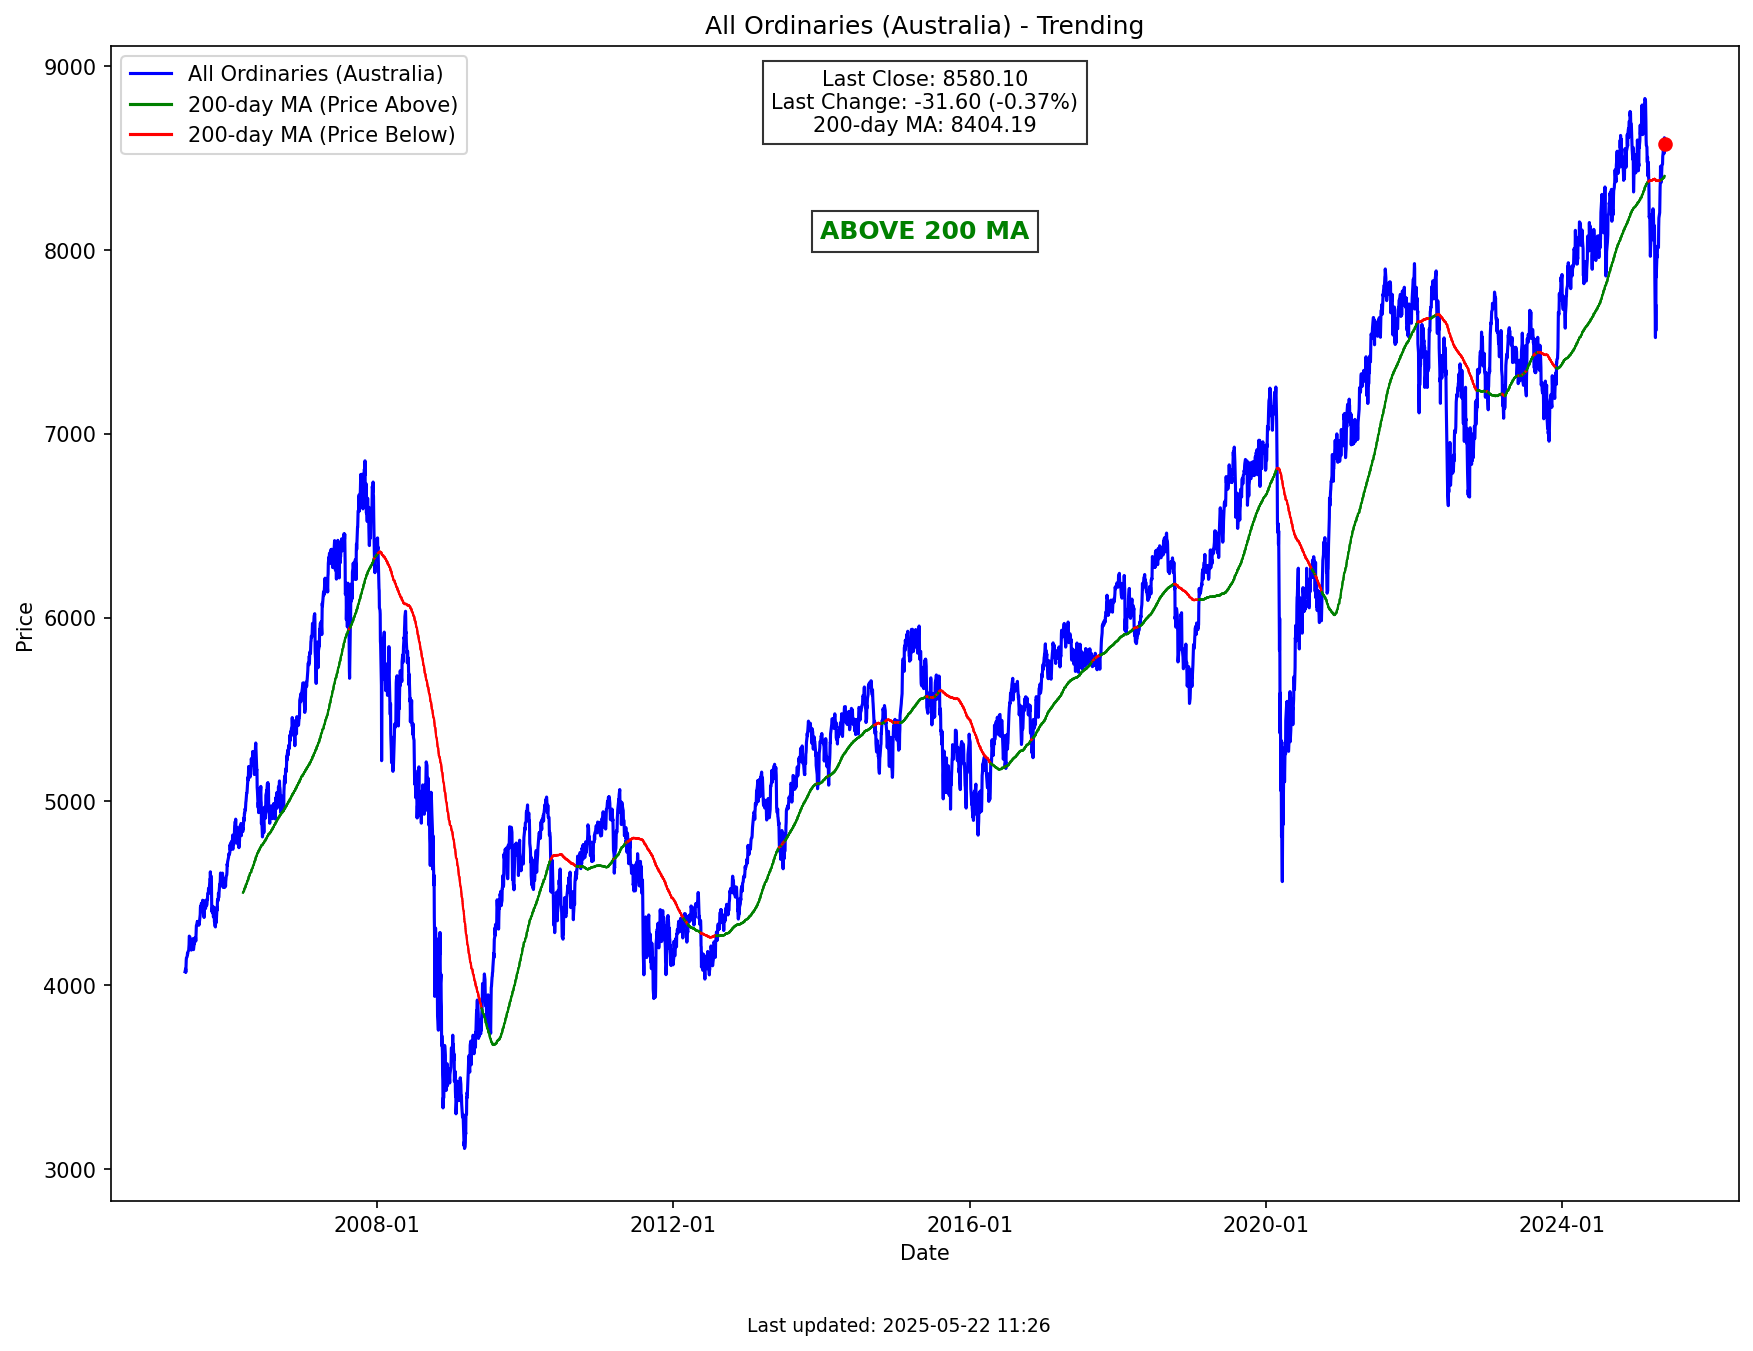 All Ordinaries (Australia) - Trending
All Ordinaries (Australia)
200-day MA (Price Above)
200-day MA (Price Below)
Last Close: 8580.10
Last Change: -31.60 (-0.37%)
200-day MA: 8404.19
ABOVE 200 MA
Price
9000
8000
7000
6000
5000
4000
3000
2008-01
2012-01
2016-01
2020-01
2024-01
Date
Last updated: 2025-05-22 11:26